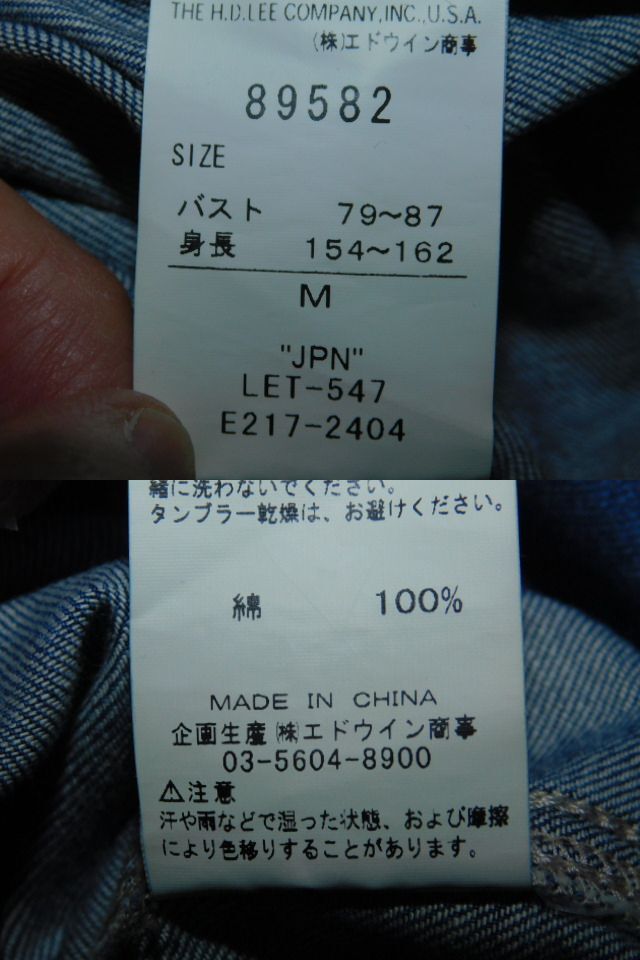 THE H.D.LEE COMPANY,INC.,U.S.A.
(株)エドウイン商事
89582
SIZE
バスト 79~87
身長 154~162
M
"JPN"
LET-547
E217-2404
緒に洗わないでください。
タンブラー乾燥は、お避けください。
綿 100%
MADE IN CHINA
企画生産 ㈱エドウイン商事
03-5604-8900
⚠注意
汗や雨などで湿った状態、および摩擦
により色移りすることがあります。